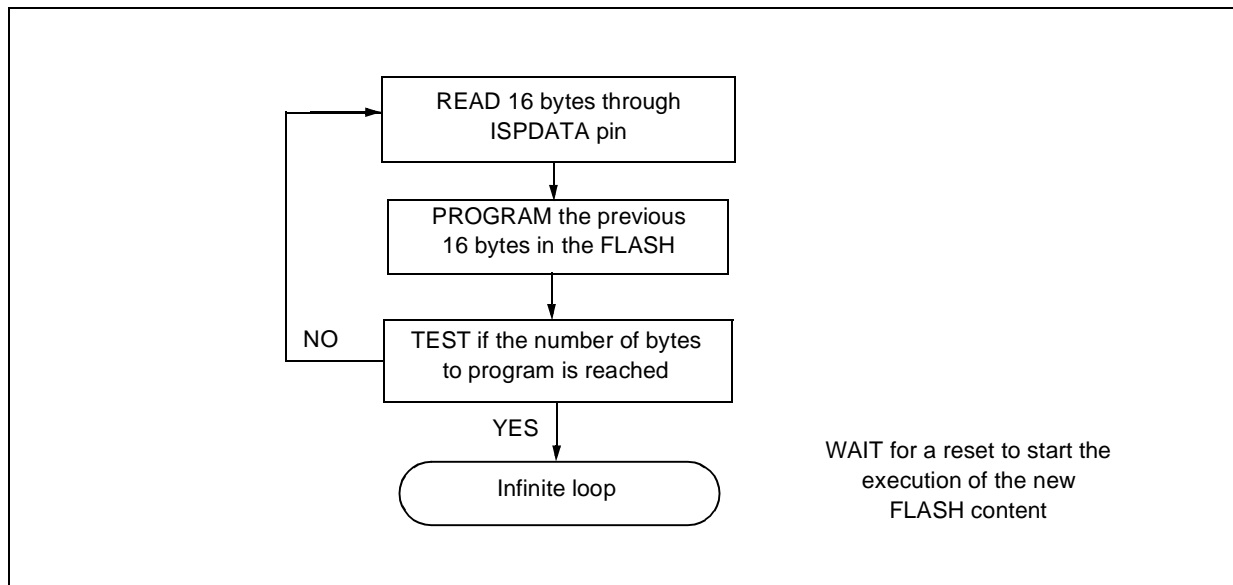 READ 16 bytes through
ISPDATA pin
PROGRAM the previous
16 bytes in the FLASH
NO
TEST if the number of bytes
to program is reached
YES
Infinite loop
WAIT for a reset to start the
execution of the new
FLASH content